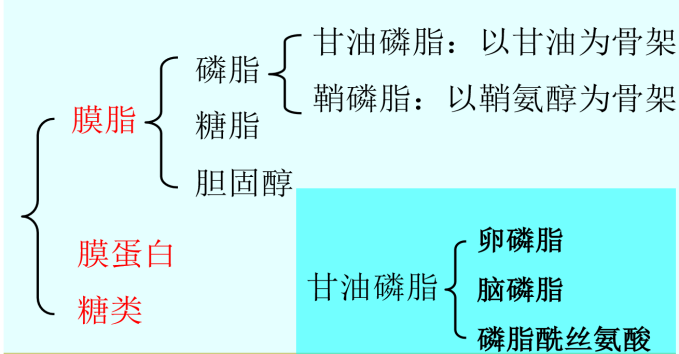 甘油磷脂：以甘油为骨架
磷脂
鞘磷脂：以鞘氨醇为骨架
膜脂
糖脂
胆固醇
膜蛋白
糖类
卵磷脂
甘油磷脂
脑磷脂
磷脂酰丝氨酸